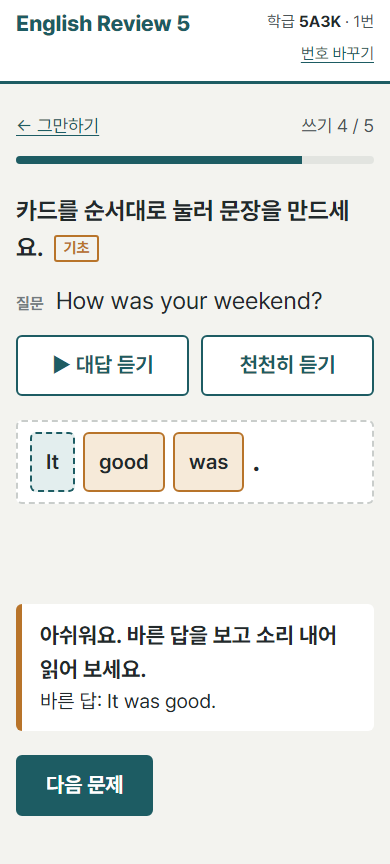 English Review 5
학급 5A3K · 1번
번호 바꾸기
← 그만하기
쓰기 4 / 5
카드를 순서대로 눌러 문장을 만드세
요. 기초
질문 How was your weekend?
▶ 대답 듣기
천천히 듣기
It good was .
아쉬워요. 바른 답을 보고 소리 내어
읽어 보세요.
바른 답: It was good.
다음 문제